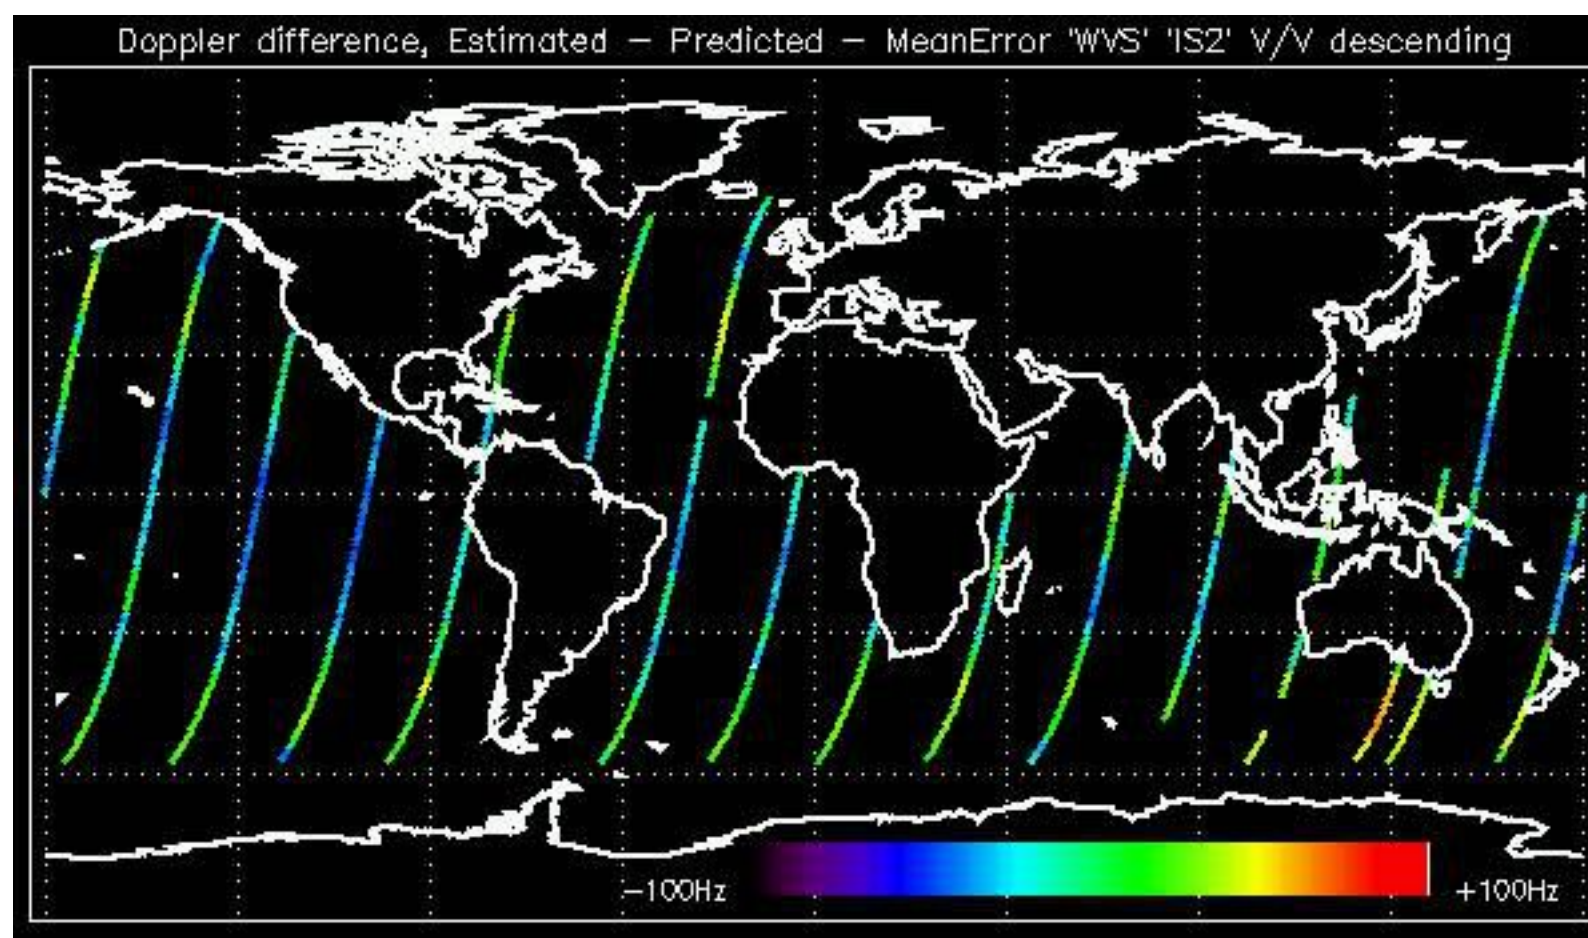 Doppler difference, Estimated – Predicted – MeanError 'WVS' 'IS2' V/V descending
–100Hz
+100Hz